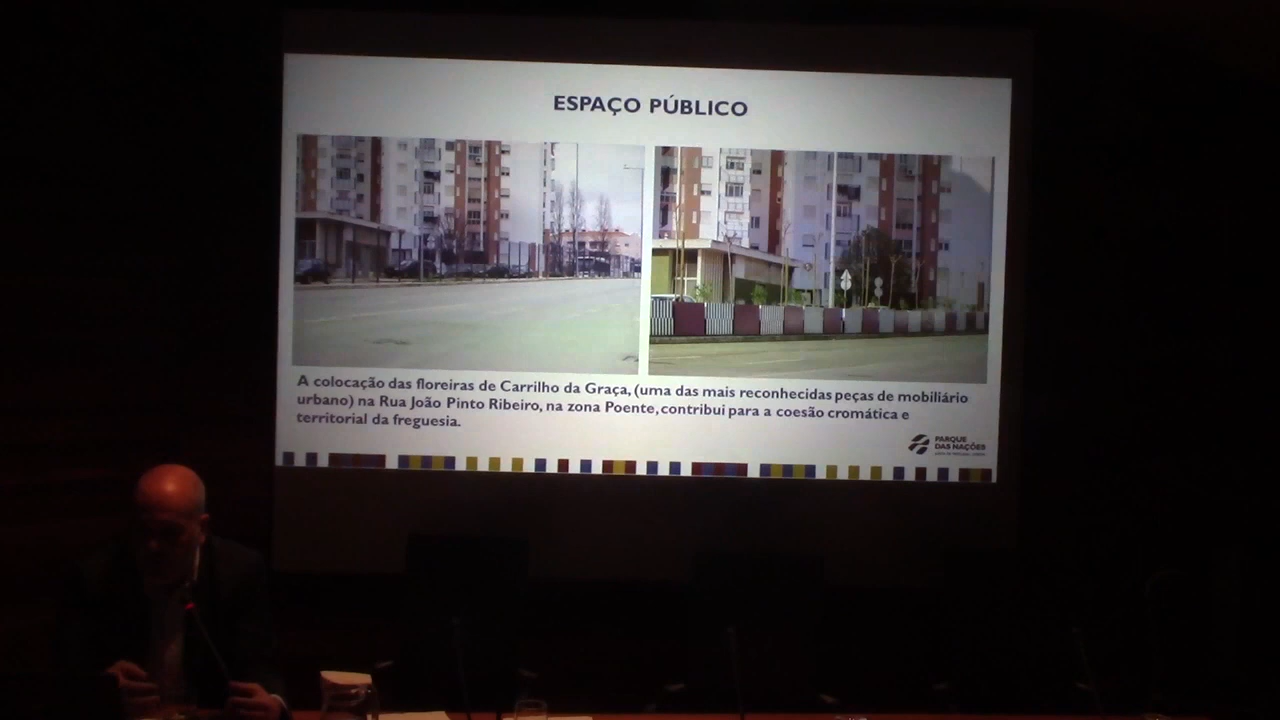 ESPAÇO PÚBLICO
A colocação das floreiras de Carrilho da Graça, (uma das mais reconhecidas peças de mobiliário
urbano) na Rua João Pinto Ribeiro, na zona Poente, contribui para a coesão cromática e
territorial da freguesia.
PARQUE
DAS NAÇÕES